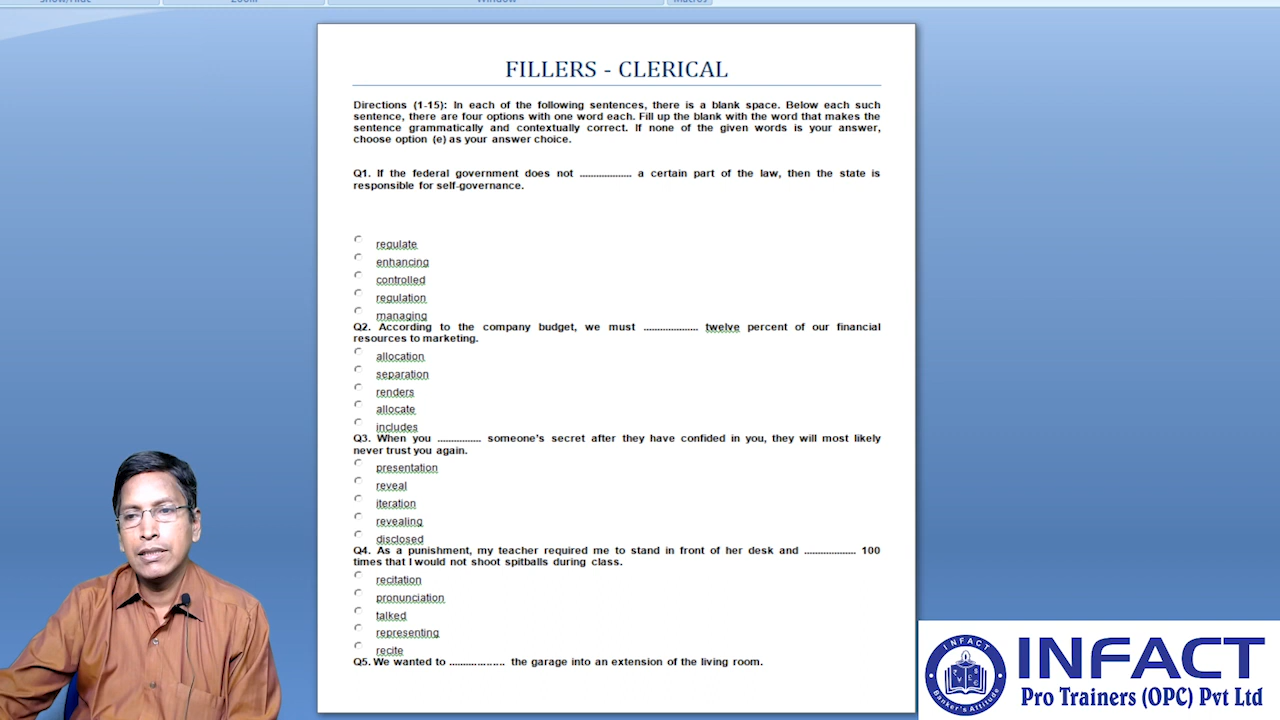 Show/Hide Zoom Window Macros
FILLERS - CLERICAL
Directions (1-15): In each of the following sentences, there is a blank space. Below each such
sentence, there are four options with one word each. Fill up the blank with the word that makes the
sentence grammatically and contextually correct. If none of the given words is your answer,
choose option (e) as your answer choice.
Q1. If the federal government does not ................... a certain part of the law, then the state is
responsible for self-governance.
regulate
enhancing
controlled
regulation
managing
Q2. According to the company budget, we must .................... twelve percent of our financial
resources to marketing.
allocation
separation
renders
allocate
includes
Q3. When you ................ someone's secret after they have confided in you, they will most likely
never trust you again.
presentation
reveal
iteration
revealing
disclosed
Q4. As a punishment, my teacher required me to stand in front of her desk and ................... 100
times that I would not shoot spitballs during class.
recitation
pronunciation
talked
representing
recite
Q5. We wanted to .................... the garage into an extension of the living room.
INFACT
Banker's Attitude
INFACT
Pro Trainers (OPC) Pvt Ltd